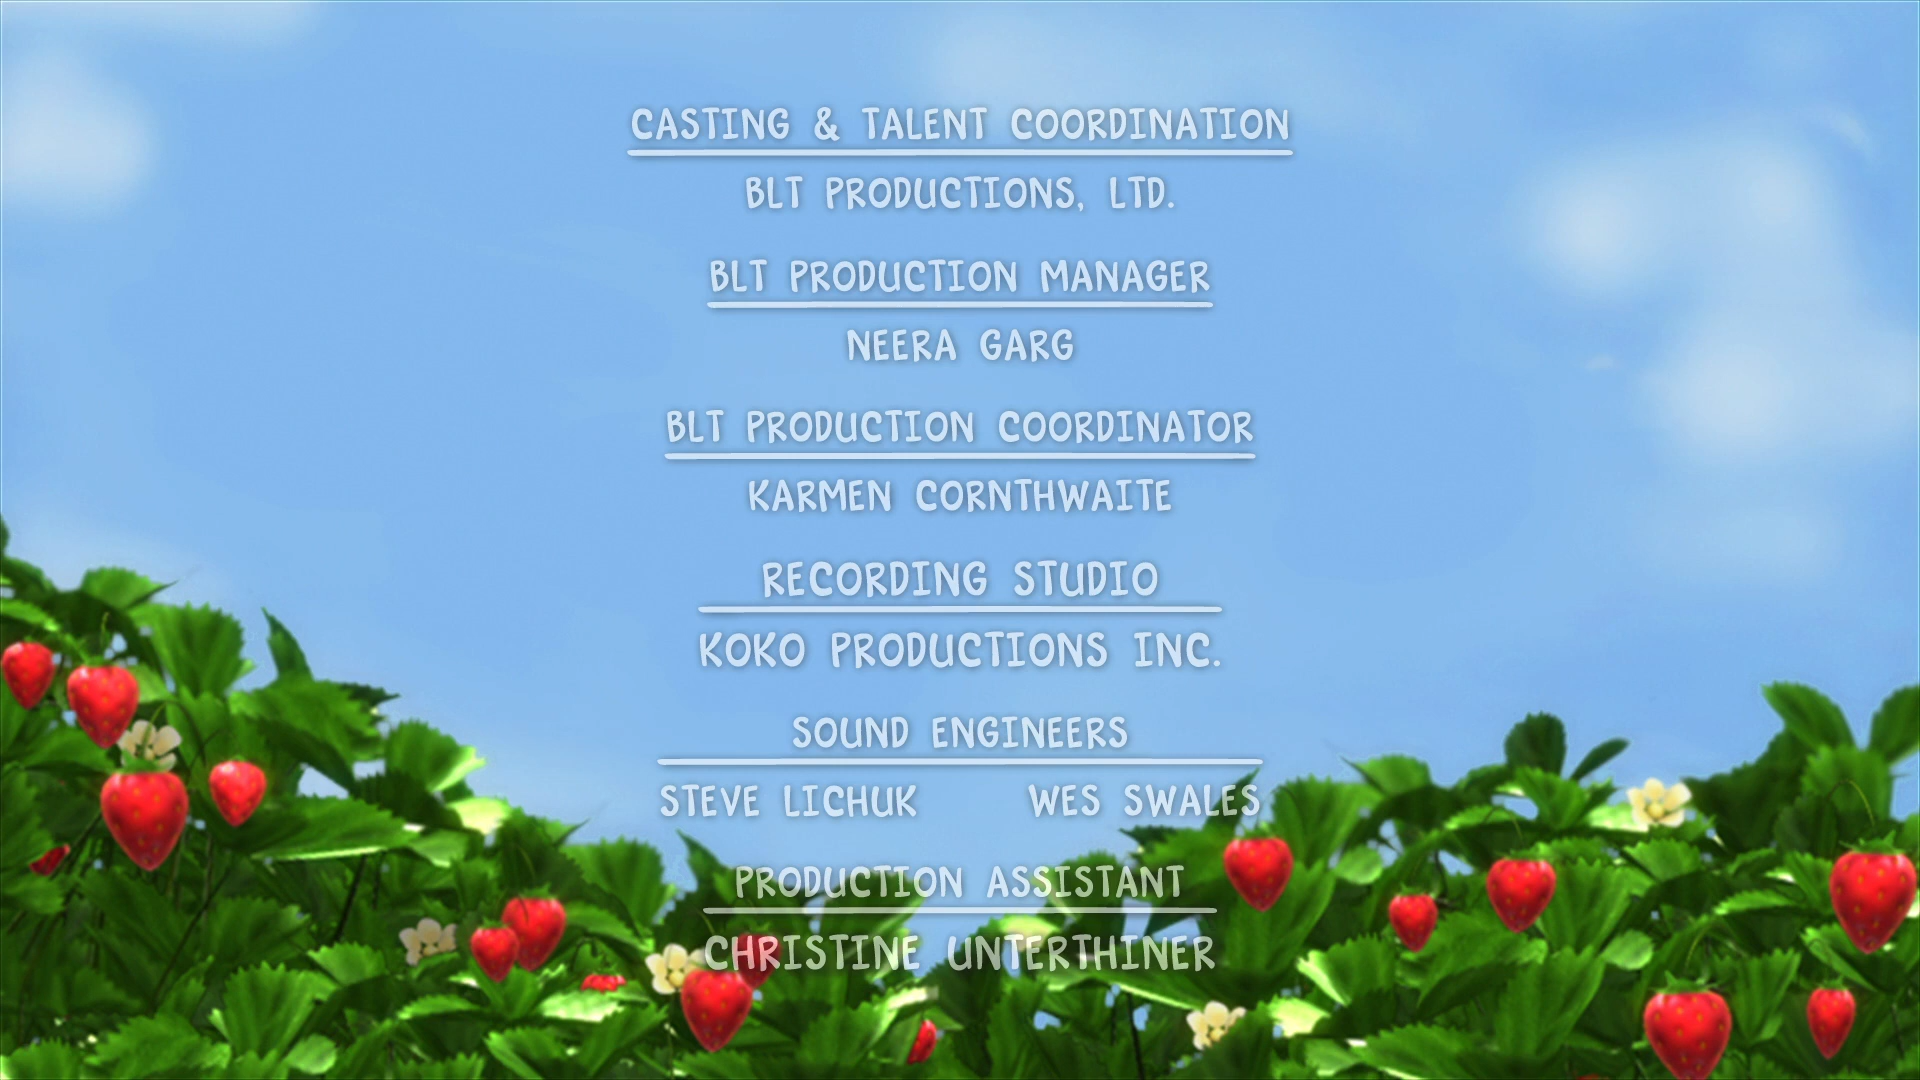 CASTING & TALENT COORDINATION
BLT PRODUCTIONS, LTD.
BLT PRODUCTION MANAGER
NEERA GARG
BLT PRODUCTION COORDINATOR
KARMEN CORNTHWAITE
RECORDING STUDIO
KOKO PRODUCTIONS INC.
SOUND ENGINEERS
STEVE LICHUK WES SWALES
PRODUCTION ASSISTANT
CHRISTINE UNTERTHINER